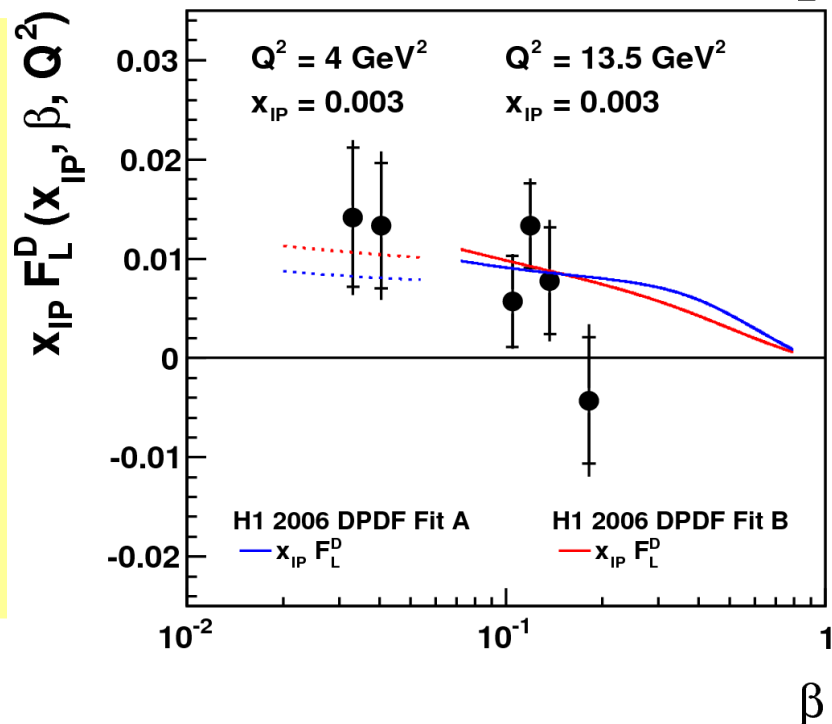 x_IP F_L^D (x_IP, β, Q²)
Q² = 4 GeV²
x_IP = 0.003
Q² = 13.5 GeV²
x_IP = 0.003
0.03
0.02
0.01
0
-0.01
-0.02
H1 2006 DPDF Fit A
x_IP F_L^D
H1 2006 DPDF Fit B
x_IP F_L^D
10⁻²
10⁻¹
1
β